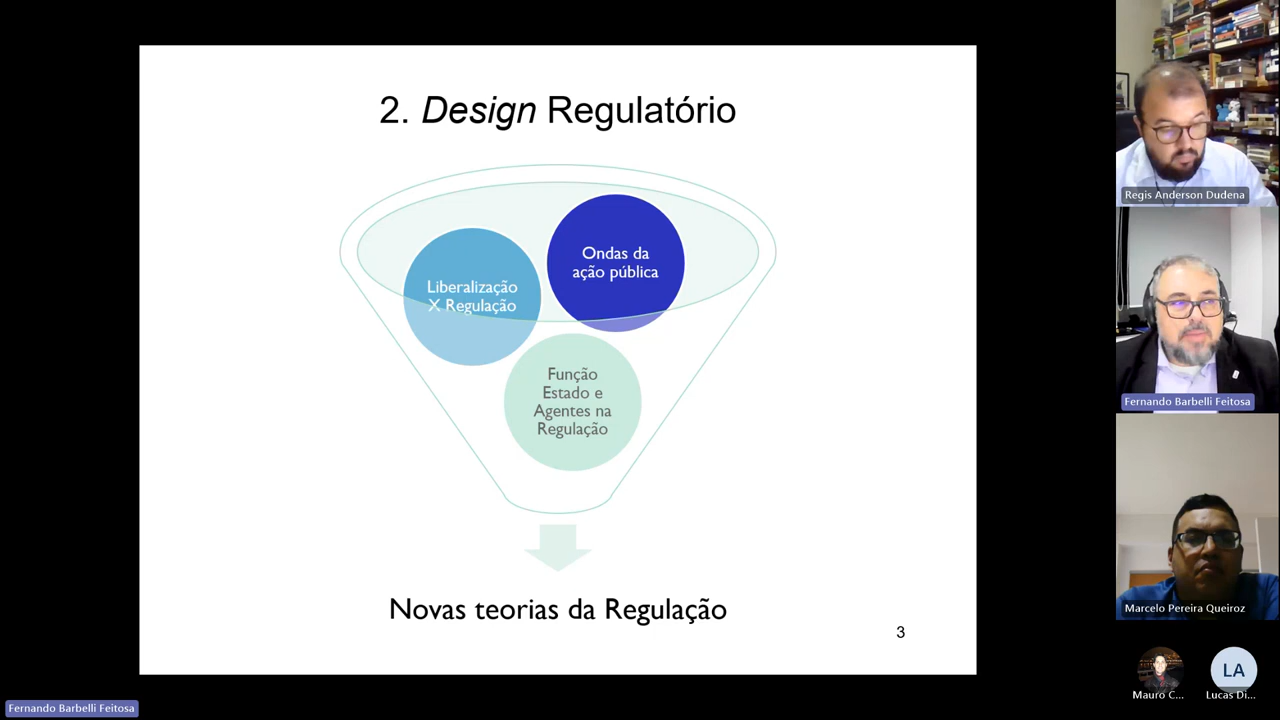 2. Design Regulatório
Ondas da
ação pública
Liberalização
X Regulação
Função
Estado e
Agentes na
Regulação
Novas teorias da Regulação
3
Regis Anderson Dudena
Fernando Barbelli Feitosa
Marcelo Pereira Queiroz
LA
Mauro C...
Lucas Di...
Fernando Barbelli Feitosa